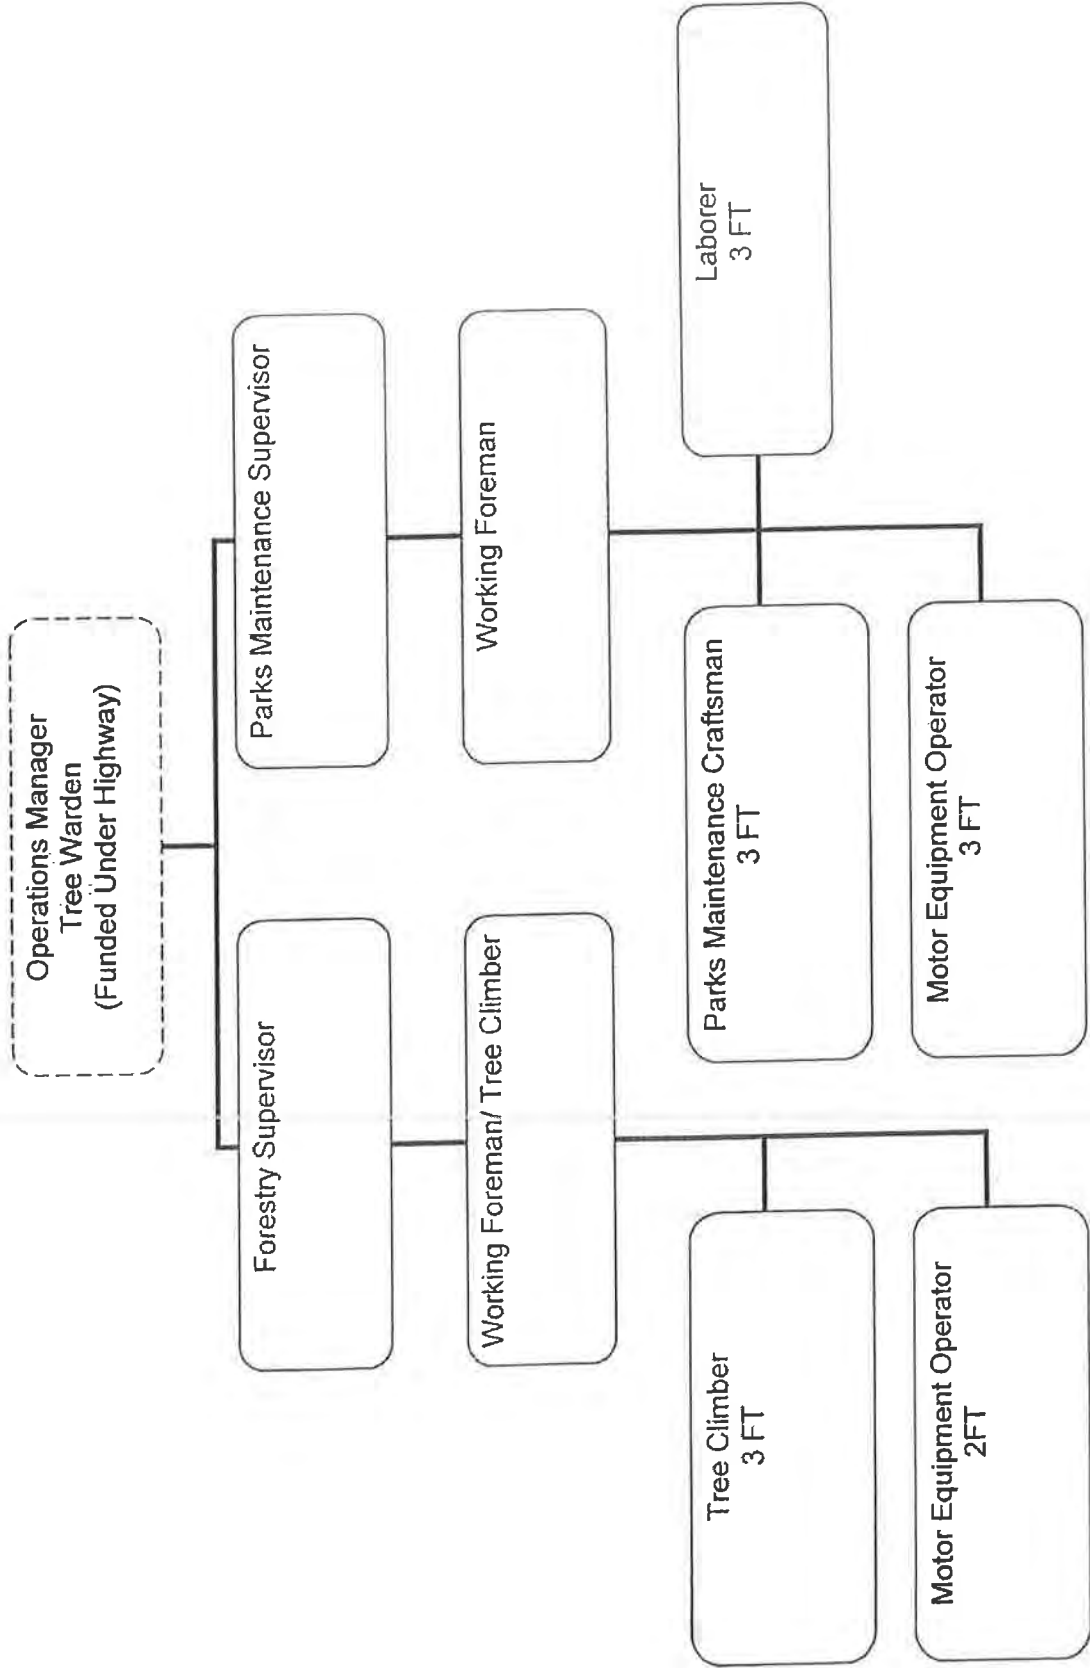 Operations Manager
Tree Warden
(Funded Under Highway)
Forestry Supervisor
Parks Maintenance Supervisor
Working Foreman/ Tree Climber
Working Foreman
Tree Climber
3 FT
Parks Maintenance Craftsman
3 FT
Laborer
3 FT
Motor Equipment Operator
2FT
Motor Equipment Operator
3 FT